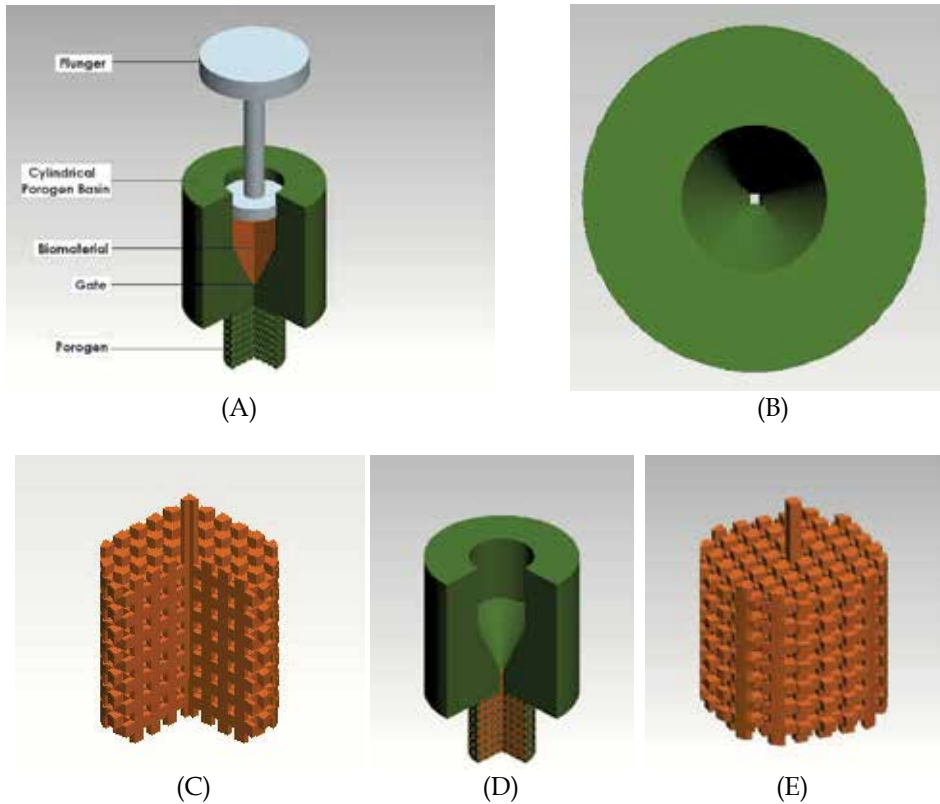 Plunger
Cylindrical
Porogen Basin
Biomaterial
Gate
Porogen
(A)
(B)
(C)
(D)
(E)